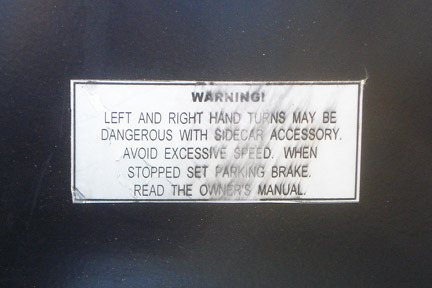 WARNING!
LEFT AND RIGHT HAND TURNS MAY BE
DANGEROUS WITH SIDECAR ACCESSORY.
AVOID EXCESSIVE SPEED. WHEN
STOPPED SET PARKING BRAKE.
READ THE OWNER'S MANUAL.